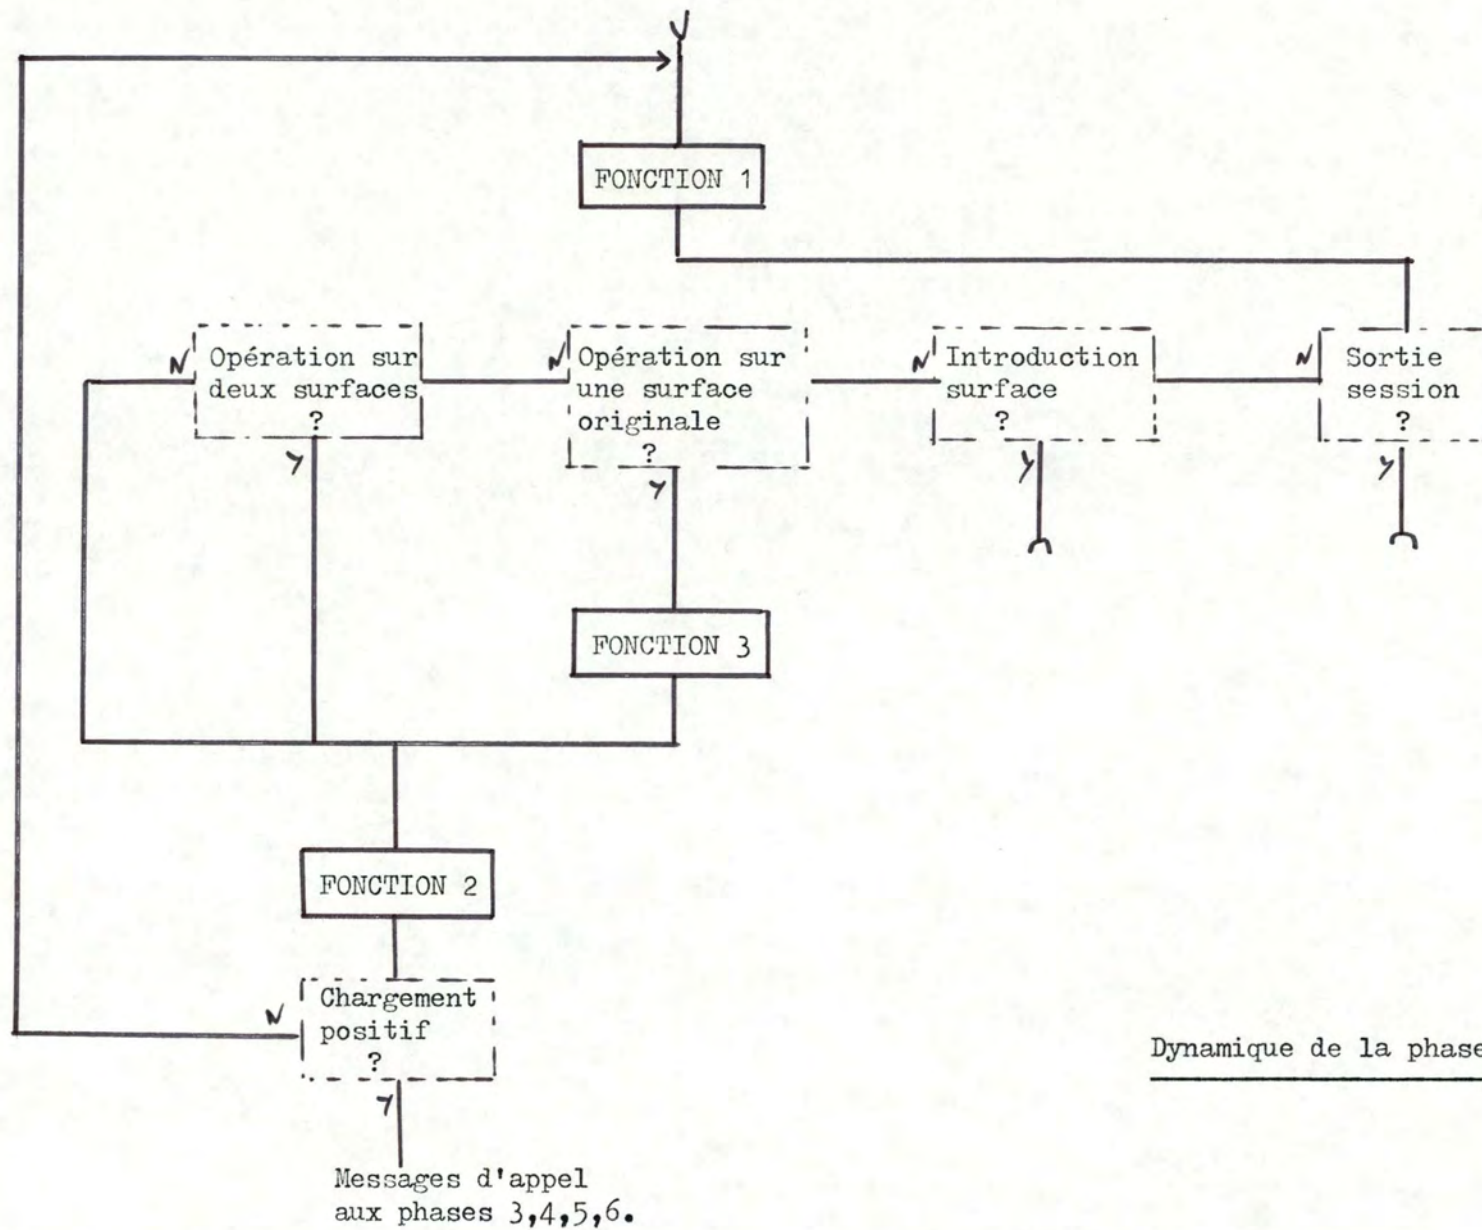 FONCTION 1
N
Opération sur
deux surfaces
?
Y
N
Opération sur
une surface
originale
?
Y
N
Introduction
surface
?
Y
N
Sortie
session
?
Y
FONCTION 3
FONCTION 2
N
Chargement
positif
?
Y
Dynamique de la phase
Messages d'appel
aux phases 3,4,5,6.